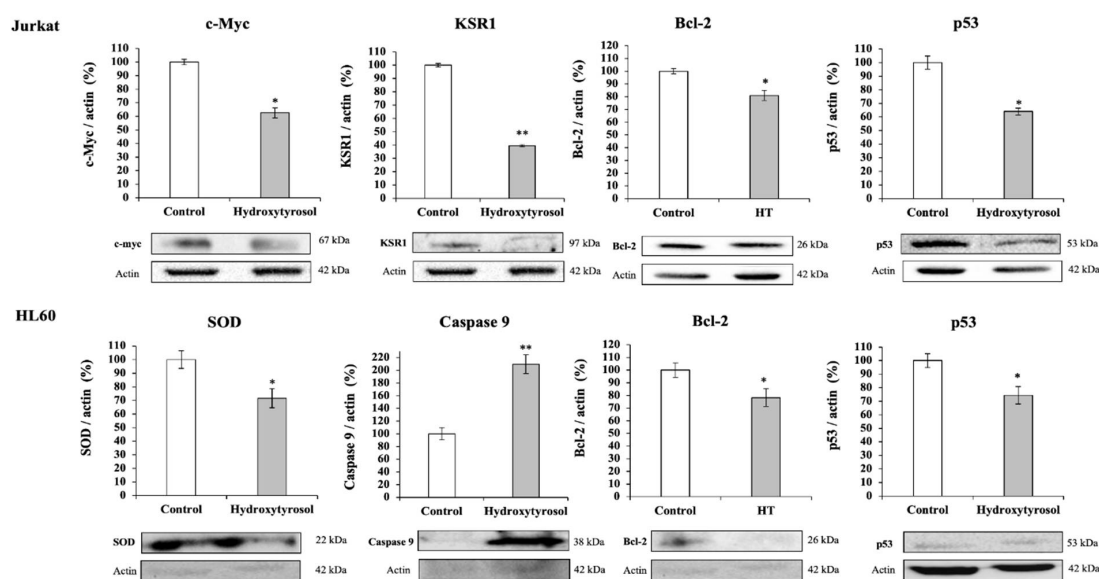 Jurkat
c-Myc
c-Myc / actin (%)
110
100
90
80
70
60
50
40
30
20
10
0
*
Control Hydroxytyrosol
c-myc 67 kDa
Actin 42 kDa
KSR1
KSR1 / actin (%)
110
100
90
80
70
60
50
40
30
20
10
0
**
Control Hydroxytyrosol
KSR1 97 kDa
Actin 42 kDa
Bcl-2
Bcl-2 / actin (%)
120
110
100
90
80
70
60
50
40
30
20
10
0
*
Control HT
Bcl-2 26 kDa
Actin 42 kDa
p53
p53 / actin (%)
110
100
90
80
70
60
50
40
30
20
10
0
*
Control Hydroxytyrosol
p53 53 kDa
Actin 42 kDa
HL60
SOD
SOD / actin (%)
110
100
90
80
70
60
50
40
30
20
10
0
*
Control Hydroxytyrosol
SOD 22 kDa
Actin 42 kDa
Caspase 9
Caspase 9 / actin (%)
220
200
180
160
140
120
100
80
60
40
20
0
**
Control Hydroxytyrosol
Caspase 9 38 kDa
Actin 42 kDa
Bcl-2
Bcl-2 / actin (%)
120
110
100
90
80
70
60
50
40
30
20
10
0
*
Control HT
Bcl-2 26 kDa
Actin 42 kDa
p53
p53 / actin (%)
110
100
90
80
70
60
50
40
30
20
10
0
*
Control Hydroxytyrosol
p53 53 kDa
Actin 42 kDa